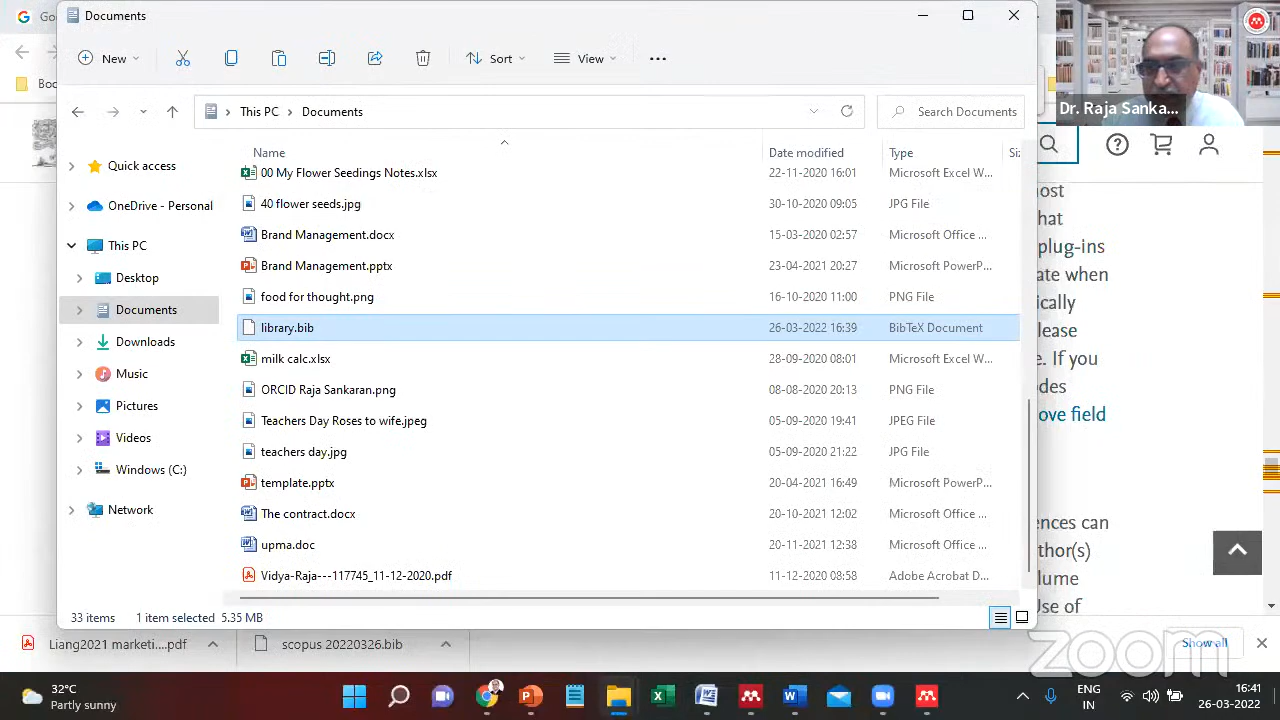 Go
Documents
New
Sort
View
Boo
This PC
Documents
Search Documents
Dr. Raja Sanka...
Name
Date modified
Type
Siz
Quick access
OneDrive - Personal
This PC
Desktop
Documents
Downloads
Music
Pictures
Videos
Windows (C:)
Network
00 My Flower Seedings Notes.xlsx 22-11-2020 16:01 Microsoft Excel W...
40 flower seeds.jpg 30-10-2020 09:05 JPG File
Brand Management.docx 15-03-2020 02:57 Microsoft Office ...
Brand Management.pptx 23-04-2021 20:27 Microsoft PowerP...
food for thought.png 16-11-2020 11:00 PNG File
library.bib 26-03-2022 16:39 BibTeX Document
milk calc.xlsx 28-09-2020 08:01 Microsoft Excel W...
ORCID Raja Sankaran.png 20:13 PNG File
Teachers Day Roses to wife.jpeg 05-09-2020 19:41 JPEG File
teachers day.jpg 05-09-2020 21:22 JPG File
template.pptx 20-04-2021 16:49 Microsoft PowerP...
The contract.docx 20-10-2021 12:02 Microsoft Office ...
upma.doc 20-11-2021 12:38 Microsoft Office ...
Vidya-Raja---117745_11-12-2020.pdf 11-12-2020 08:58 Adobe Acrobat D...
ost
hat
plug-ins
ate when
ically
lease
e. If you
odes
ove field
ences can
thor(s)
lume
Use of
33 items 1 item selected 5.35 MB
Liang2021 marketi....pdf
Show all
zoom
32°C
Partly sunny
ENG
IN
16:41
26-03-2022